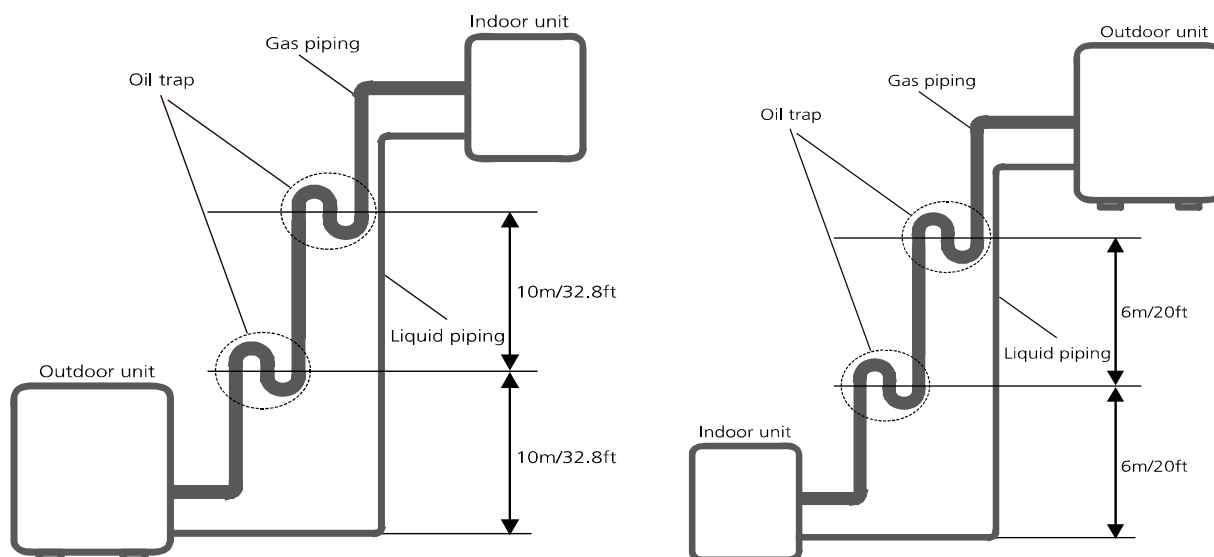 Indoor unit
Gas piping
Oil trap
10m/32.8ft
Liquid piping
Outdoor unit
10m/32.8ft
Outdoor unit
Gas piping
Oil trap
6m/20ft
Liquid piping
Indoor unit
6m/20ft